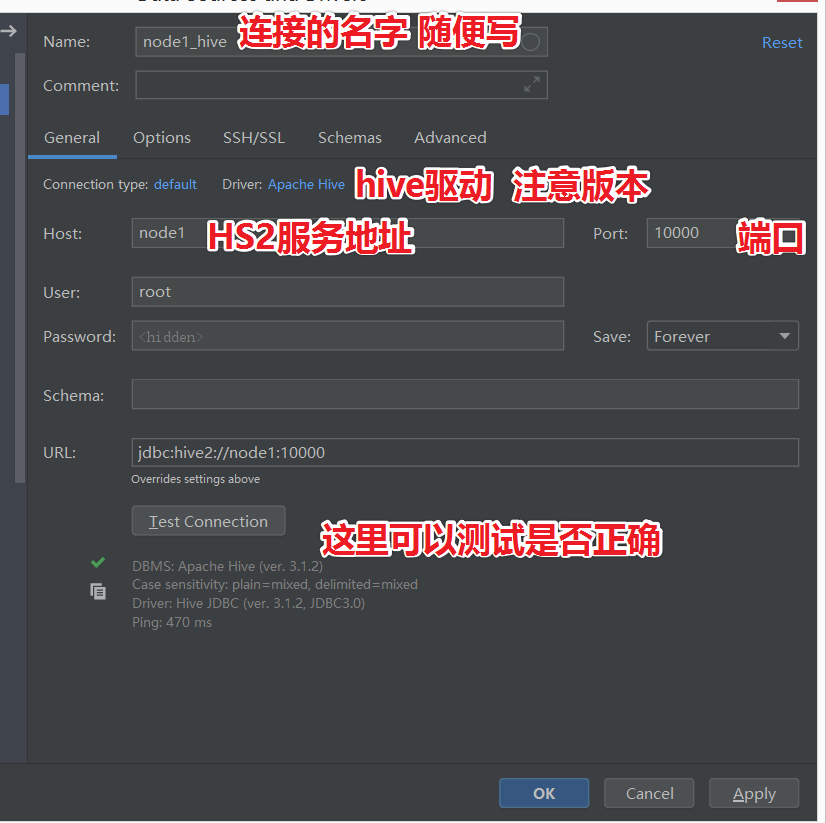 Name: node1_hive 连接的名字 随便写 Reset
Comment:
General Options SSH/SSL Schemas Advanced
Connection type: default Driver: Apache Hive hive驱动 注意版本
Host: node1 HS2服务地址 Port: 10000 端口
User: root
Password: <hidden> Save: Forever
Schema:
URL: jdbc:hive2://node1:10000
Overrides settings above
Test Connection 这里可以测试是否正确
DBMS: Apache Hive (ver. 3.1.2)
Case sensitivity: plain=mixed, delimited=mixed
Driver: Hive JDBC (ver. 3.1.2, JDBC3.0)
Ping: 470 ms
OK Cancel Apply